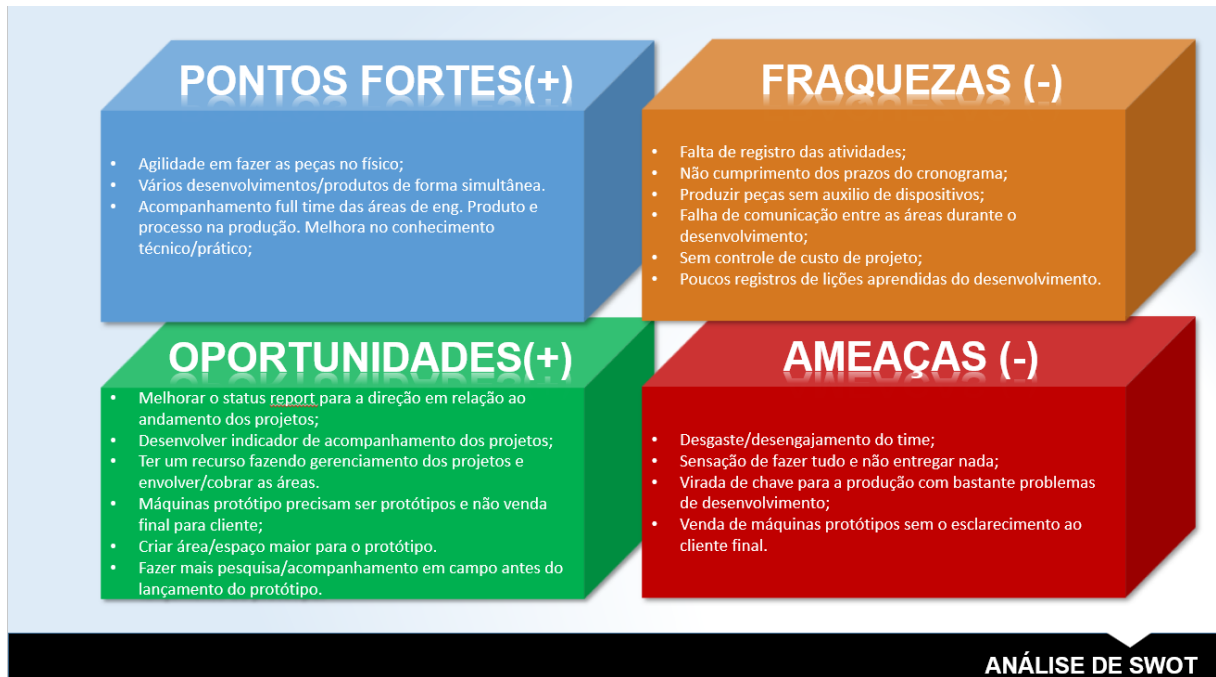 PONTOS FORTES(+)
• Agilidade em fazer as peças no físico;
• Vários desenvolvimentos/produtos de forma simultânea.
• Acompanhamento full time das áreas de eng. Produto e
processo na produção. Melhora no conhecimento
técnico/prático;
FRAQUEZAS (-)
• Falta de registro das atividades;
• Não cumprimento dos prazos do cronograma;
• Produzir peças sem auxilio de dispositivos;
• Falha de comunicação entre as áreas durante o
desenvolvimento;
• Sem controle de custo de projeto;
• Poucos registros de lições aprendidas do desenvolvimento.
OPORTUNIDADES(+)
• Melhorar o status report para a direção em relação ao
andamento dos projetos;
• Desenvolver indicador de acompanhamento dos projetos;
• Ter um recurso fazendo gerenciamento dos projetos e
envolver/cobrar as áreas.
• Máquinas protótipo precisam ser protótipos e não venda
final para cliente;
• Criar área/espaço maior para o protótipo.
• Fazer mais pesquisa/acompanhamento em campo antes do
lançamento do protótipo.
AMEAÇAS (-)
• Desgaste/desengajamento do time;
• Sensação de fazer tudo e não entregar nada;
• Virada de chave para a produção com bastante problemas
de desenvolvimento;
• Venda de máquinas protótipos sem o esclarecimento ao
cliente final.
ANÁLISE DE SWOT